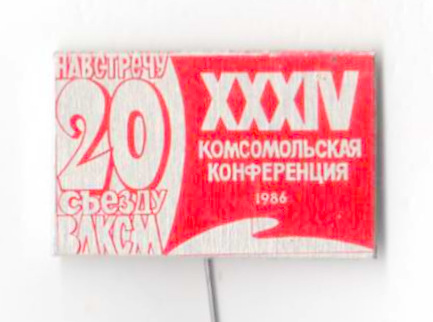 НАВСТРЕЧУ
20
СЪЕЗДУ
ВЛКСМ
XXXIV
КОМСОМОЛЬСКАЯ
КОНФЕРЕНЦИЯ
1986